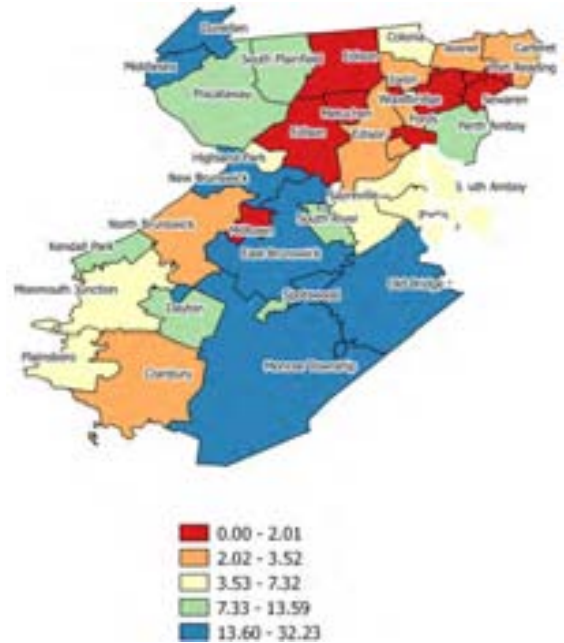 Dunellen
Middlesex
South Plainfield
Edison
Colonia
Avenel
Carteret
Iselin
Port Reading
Piscataway
Metuchen
Woodbridge
Sewaren
Edison
Edison
Fords
Perth Amboy
Highland Park
New Brunswick
Sayreville
South Amboy
North Brunswick
Milltown
South River
Kendall Park
East Brunswick
Monmouth Junction
Dayton
Spotswood
Old Bridge
Plainsboro
Cranbury
Monroe Township
0.00 - 2.01
2.02 - 3.52
3.53 - 7.32
7.33 - 13.59
13.60 - 32.23